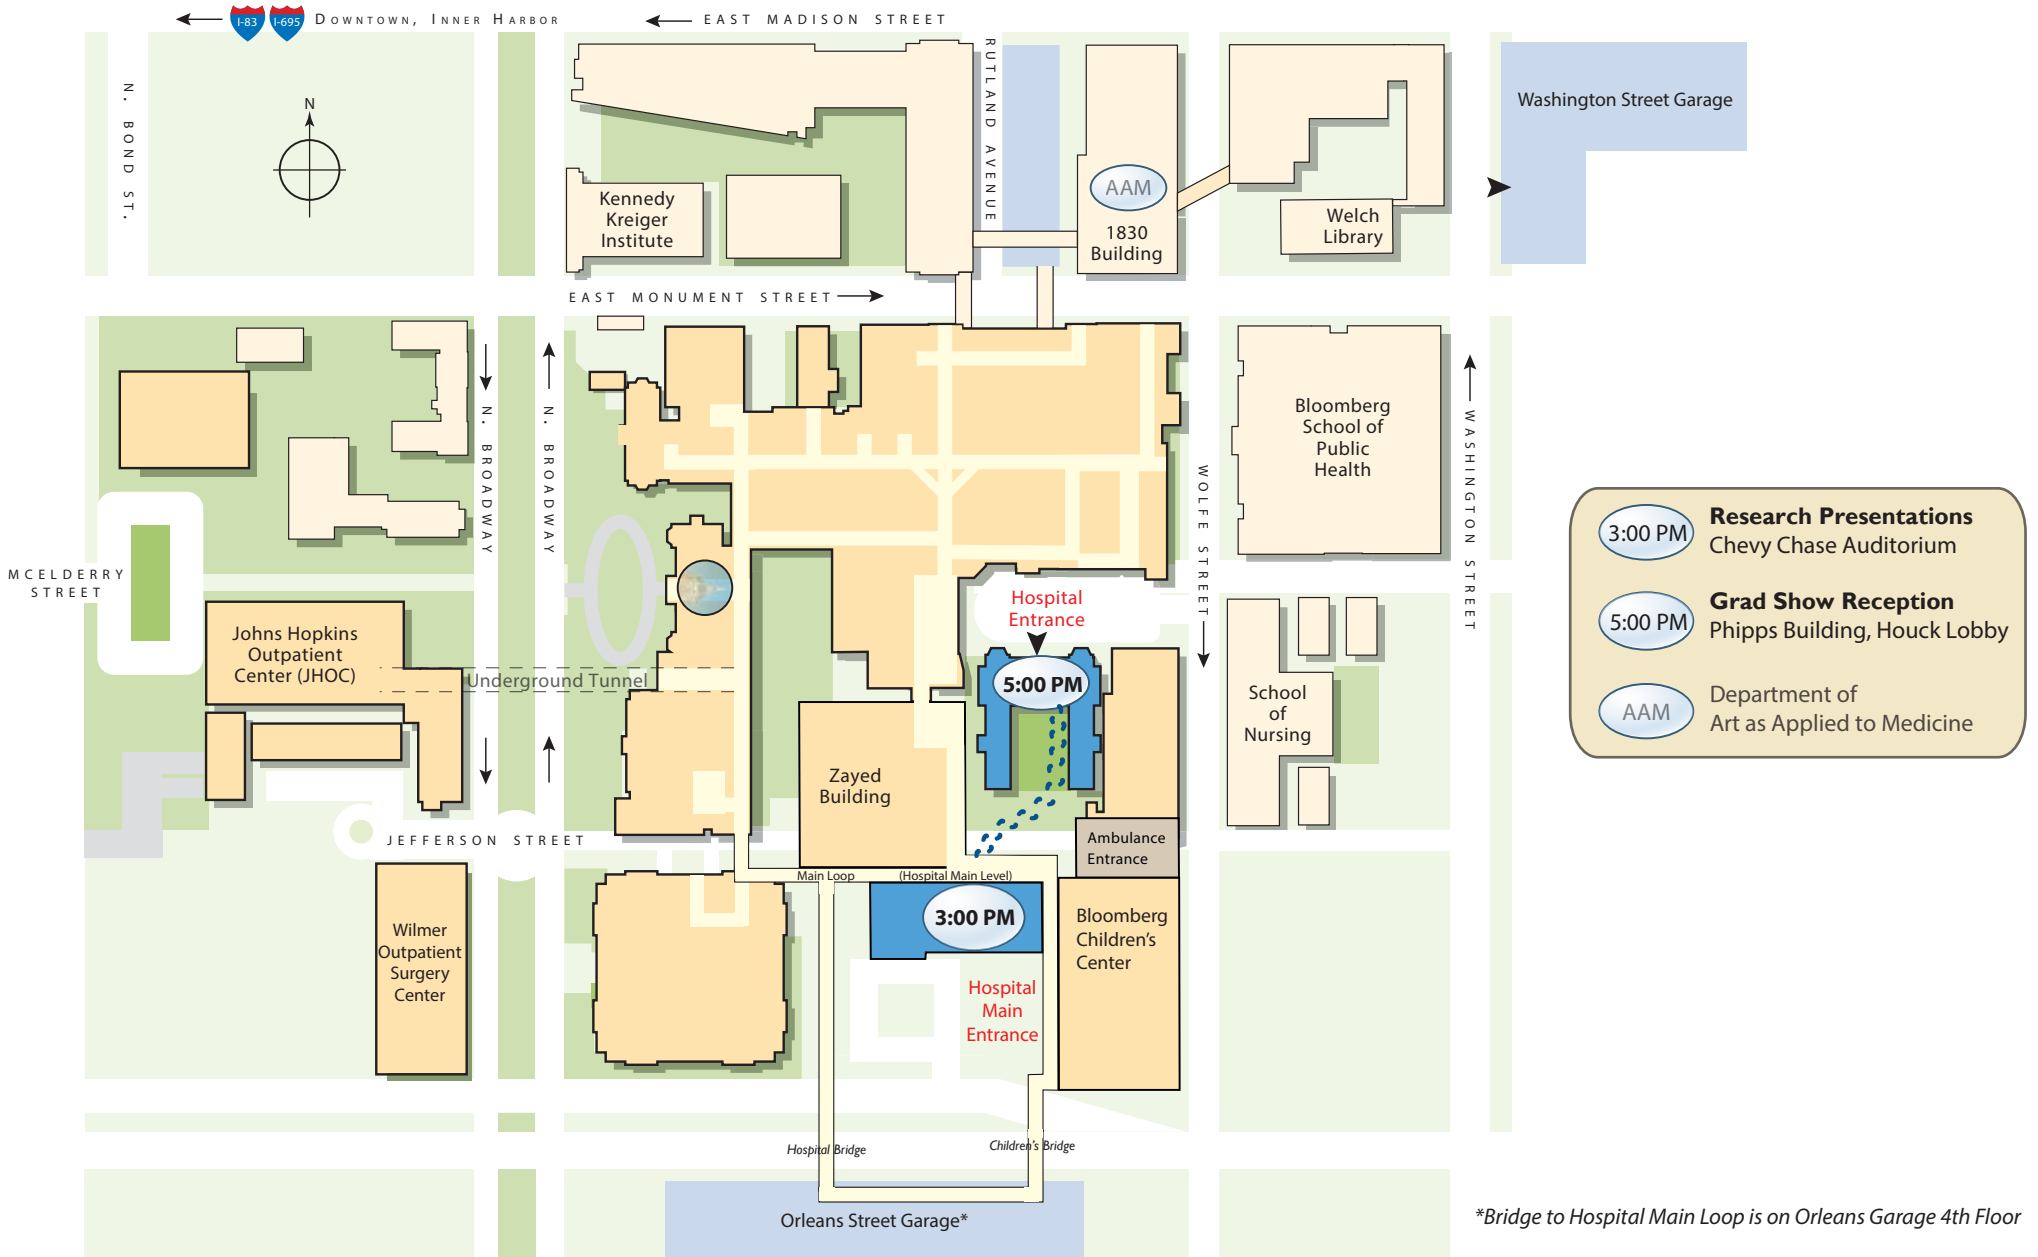 I-83
I-695
Downtown, Inner Harbor
EAST MADISON STREET
N. BOND ST.
N
RUTLAND AVENUE
Washington Street Garage
Kennedy
Kreiger
Institute
AAM
1830
Building
Welch
Library
EAST MONUMENT STREET
N. BROADWAY
N. BROADWAY
WOLFE STREET
WASHINGTON STREET
Bloomberg
School of
Public
Health
MCELDERRY
STREET
Johns Hopkins
Outpatient
Center (JHOC)
Underground Tunnel
Hospital
Entrance
5:00 PM
School
of
Nursing
Zayed
Building
JEFFERSON STREET
Ambulance
Entrance
Main Loop
(Hospital Main Level)
3:00 PM
Wilmer
Outpatient
Surgery
Center
Bloomberg
Children's
Center
Hospital
Main
Entrance
Hospital Bridge
Children's Bridge
Orleans Street Garage*
3:00 PM
Research Presentations
Chevy Chase Auditorium
5:00 PM
Grad Show Reception
Phipps Building, Houck Lobby
AAM
Department of
Art as Applied to Medicine
*Bridge to Hospital Main Loop is on Orleans Garage 4th Floor